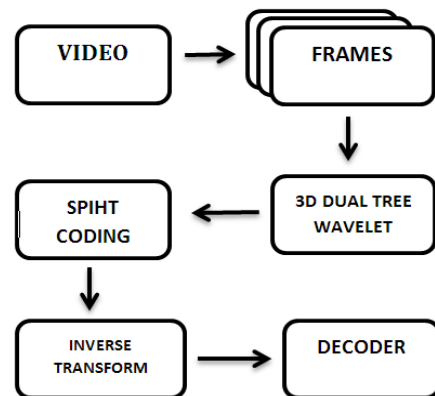 VIDEO
FRAMES
3D DUAL TREE
WAVELET
SPIHT
CODING
INVERSE
TRANSFORM
DECODER